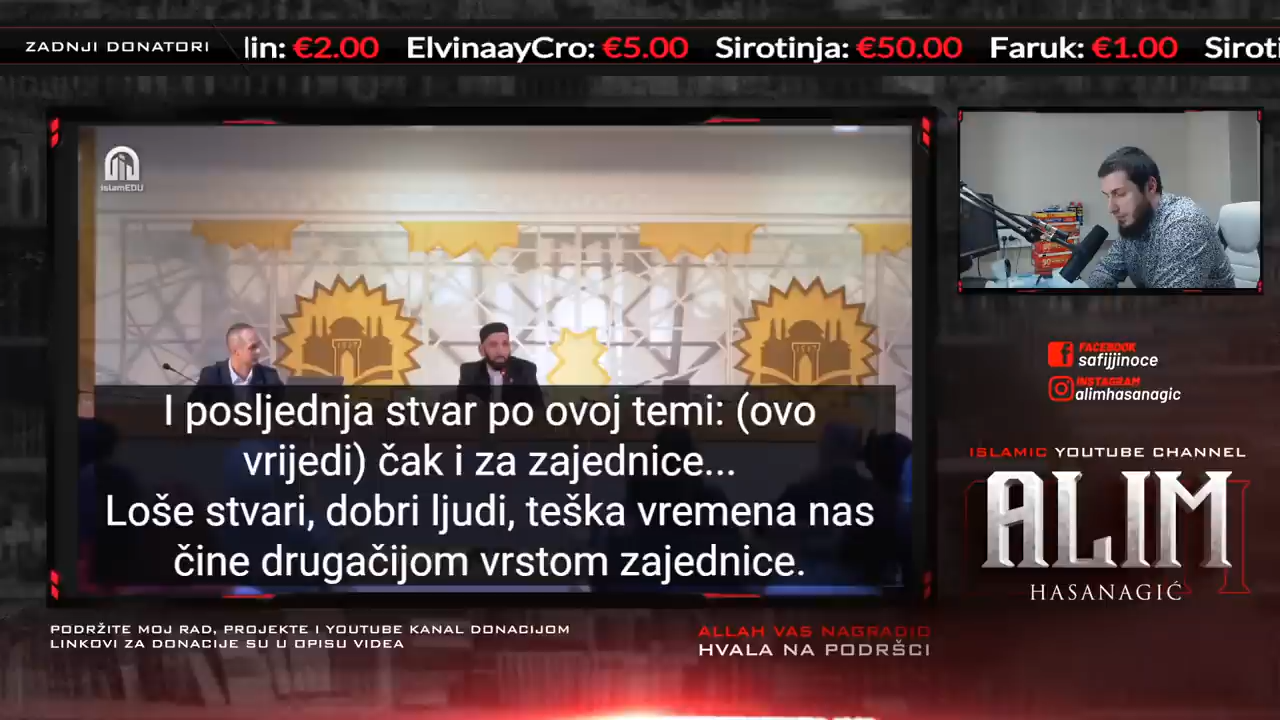 ZADNJI DONATORI
lin: €2.00 ElvinaayCro: €5.00 Sirotinja: €50.00 Faruk: €1.00 Siroti
islamEDU
I posljednja stvar po ovoj temi: (ovo
vrijedi) čak i za zajednice...
Loše stvari, dobri ljudi, teška vremena nas
čine drugačijom vrstom zajednice.
FACEBOOK
safijjinoce
INSTAGRAM
alimhasanagic
ISLAMIC YOUTUBE CHANNEL
ALIM
HASANAGIĆ
PODRŽITE MOJ RAD, PROJEKTE I YOUTUBE KANAL DONACIJOM
LINKOVI ZA DONACIJE SU U OPISU VIDEA
ALLAH VAS NAGRADIO
HVALA NA PODRŠCI